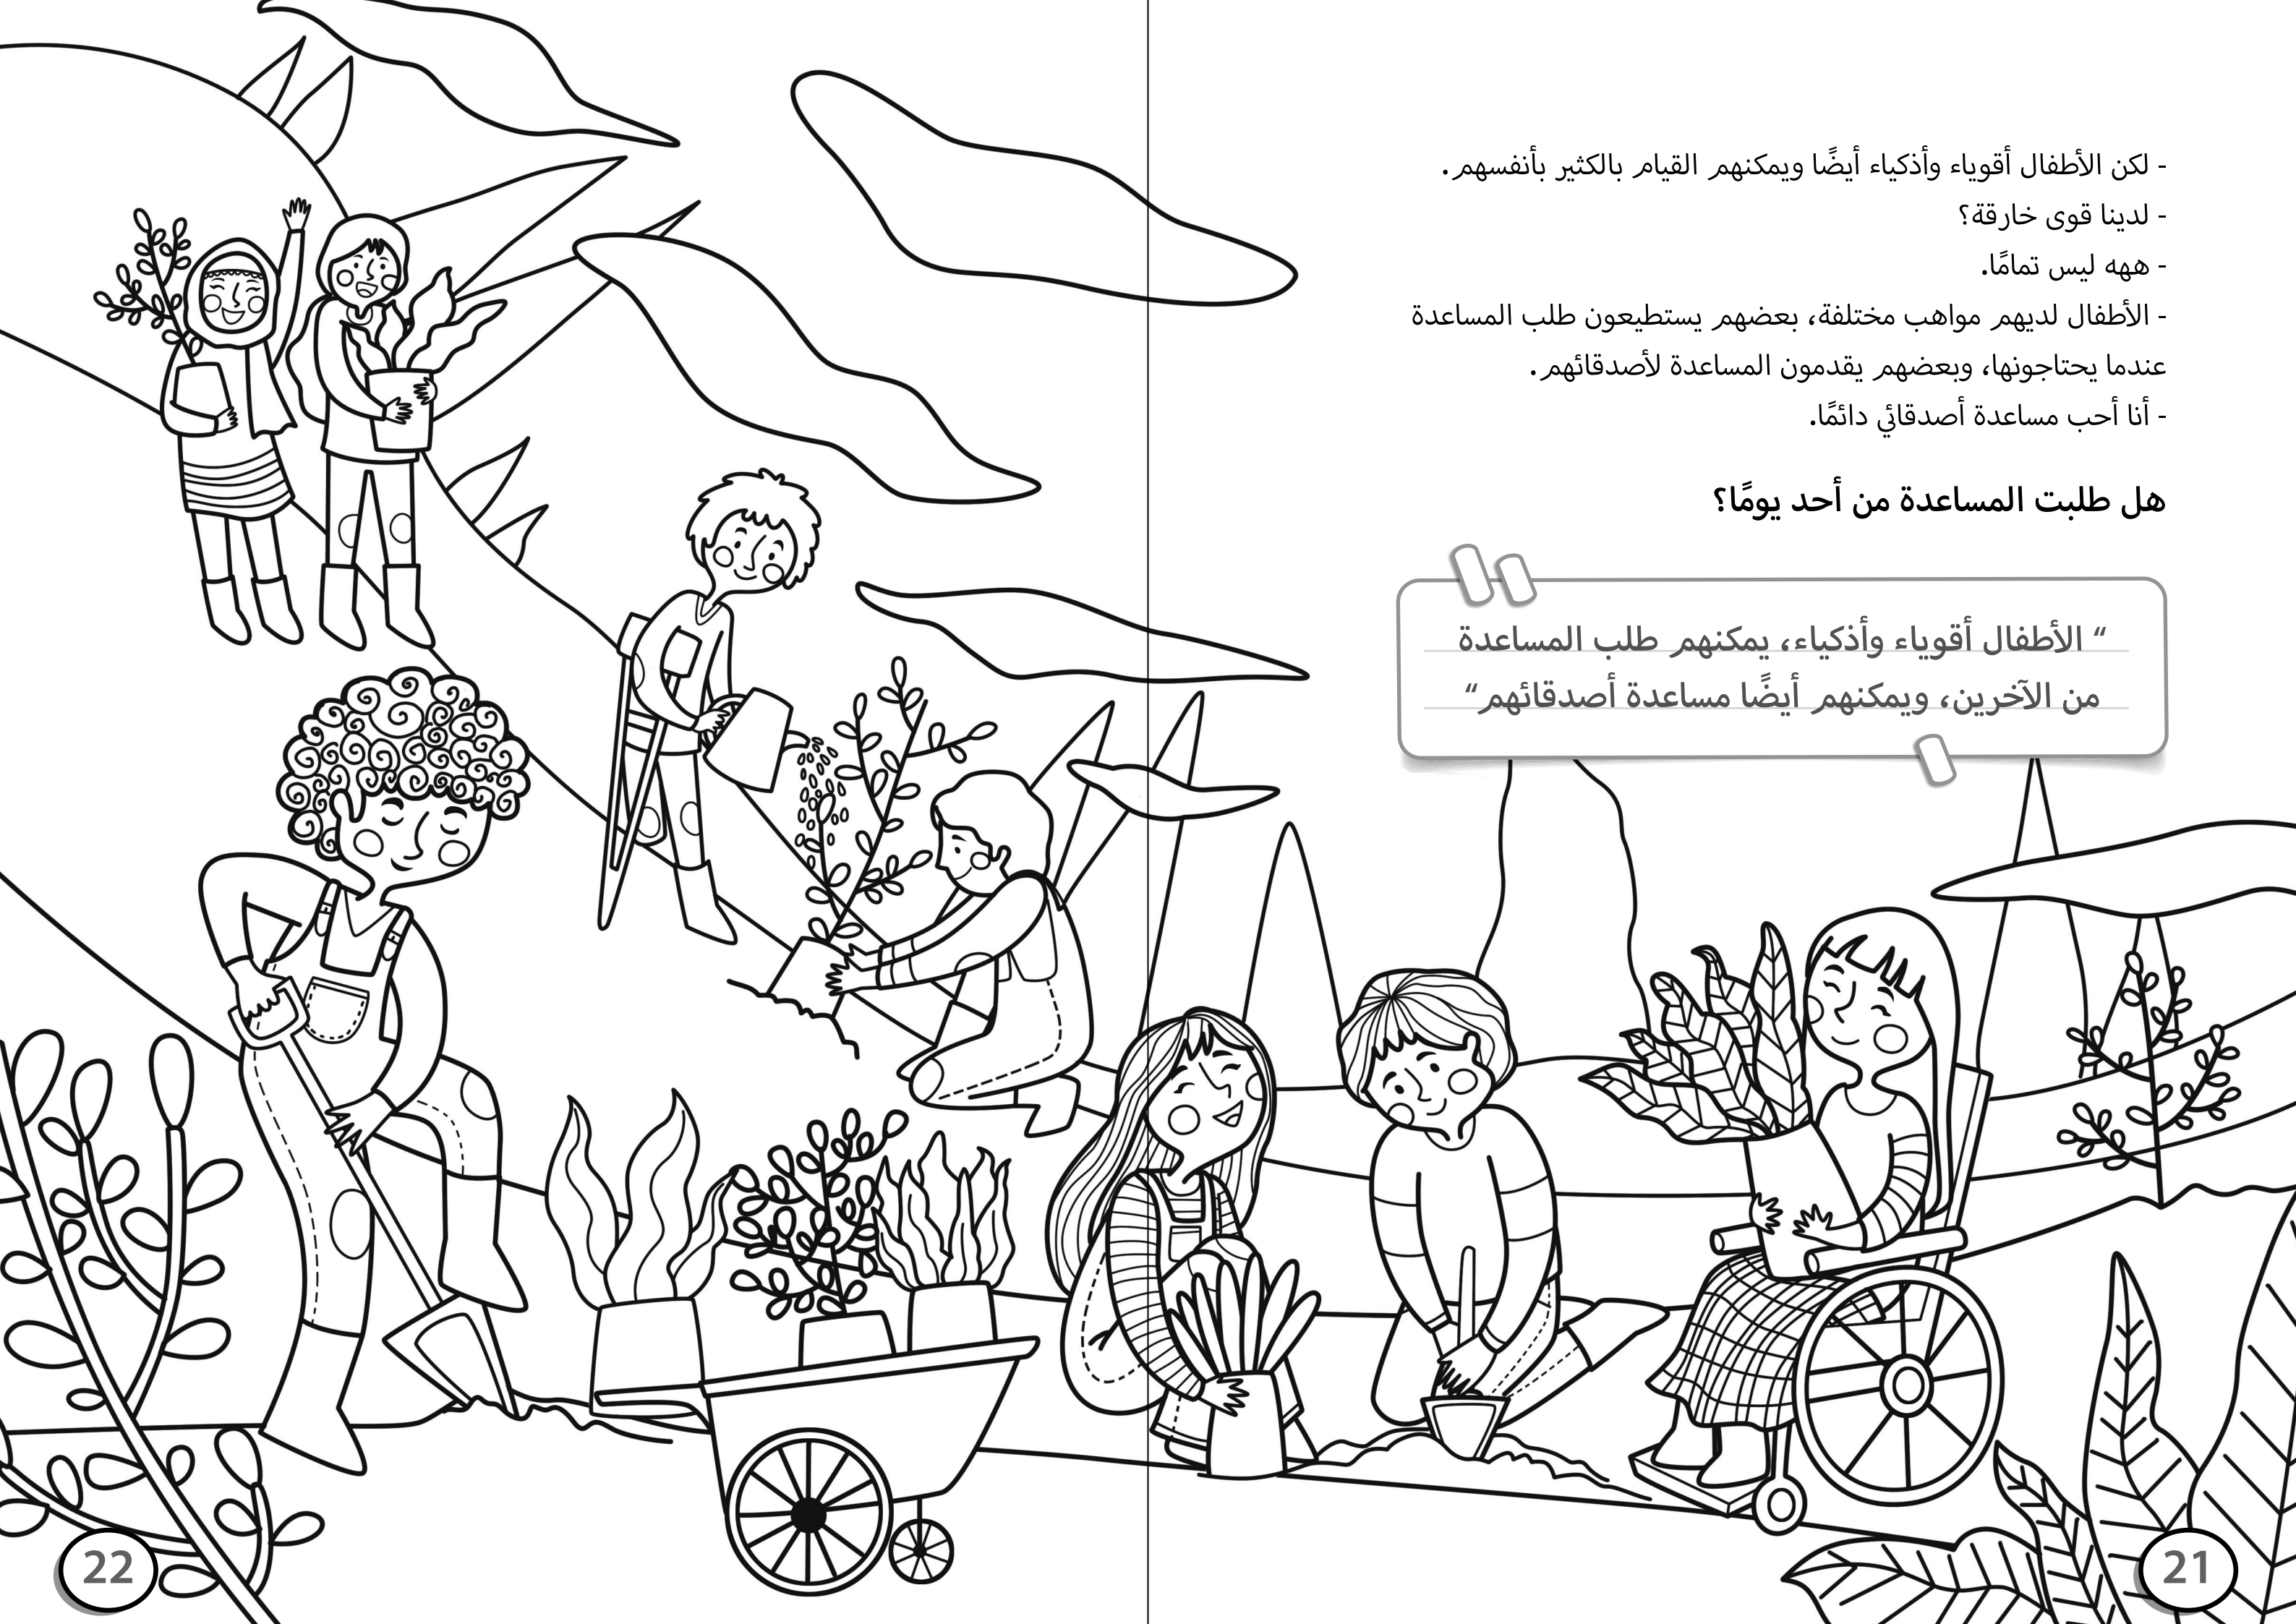 - لكن الأطفال أقوياء وأذكياء أيضًا ويمكنهم القيام بالكثير بأنفسهم.
- لدينا قوى خارقة؟
- ههه ليس تمامًا.
- الأطفال لديهم مواهب مختلفة، بعضهم يستطيعون طلب المساعدة
عندما يحتاجونها، وبعضهم يقدمون المساعدة لأصدقائهم.
- أنا أحب مساعدة أصدقائي دائمًا.
هل طلبت المساعدة من أحد يومًا؟
“ الأطفال أقوياء وأذكياء، يمكنهم طلب المساعدة
من الآخرين، ويمكنهم أيضًا مساعدة أصدقائهم“
21
22